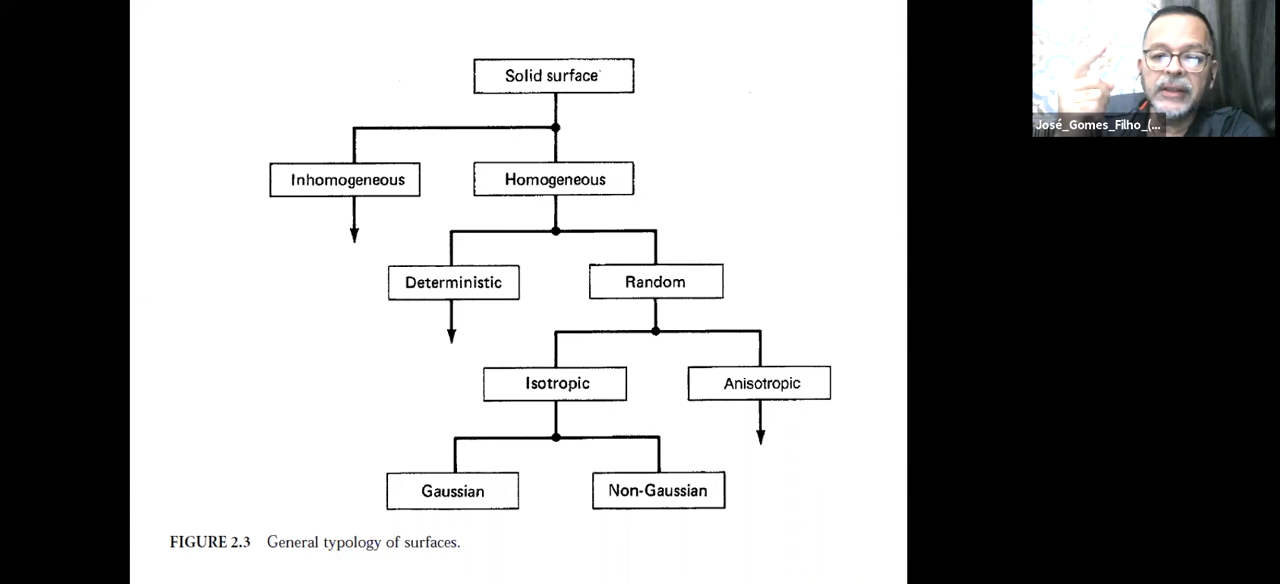 Solid surface
Inhomogeneous
Homogeneous
Deterministic
Random
Isotropic
Anisotropic
Gaussian
Non-Gaussian
FIGURE 2.3 General typology of surfaces.
José_Gomes_Filho_(...